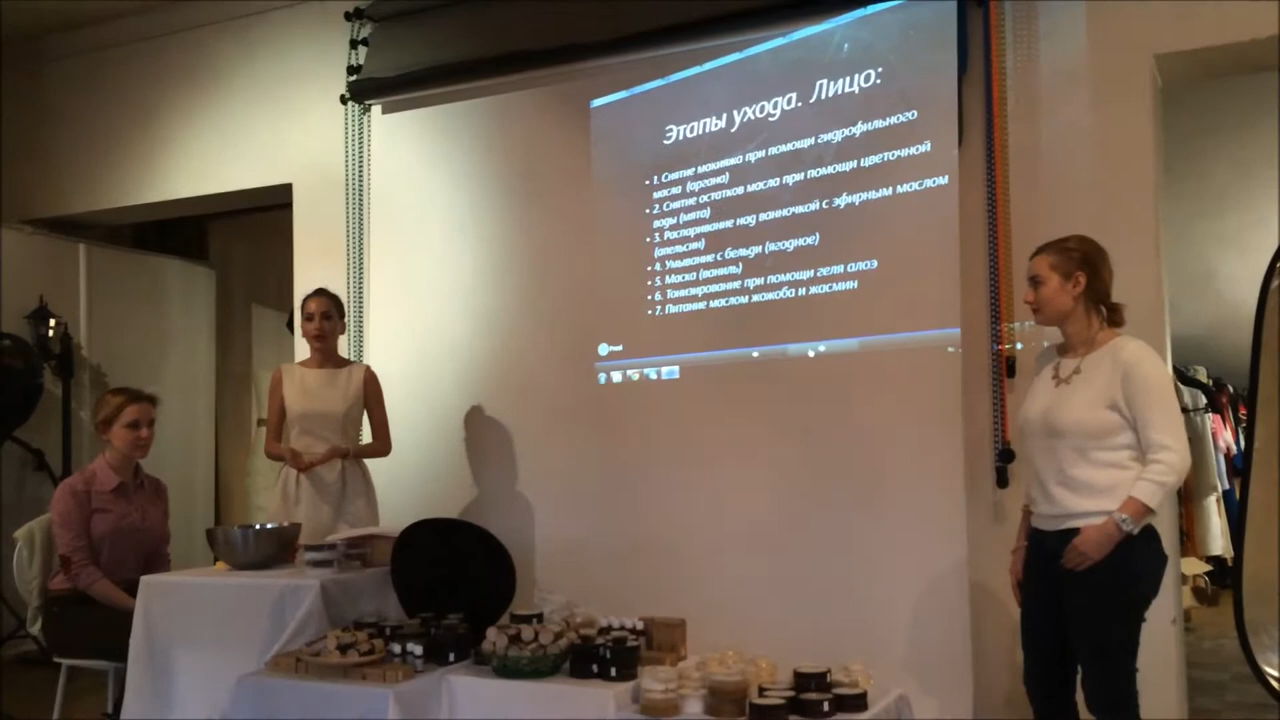 Этапы ухода. Лицо:
• 1. Снятие макияжа при помощи гидрофильного
масла (аргана)
• 2. Снятие остатков масла при помощи цветочной
воды (мята)
• 3. Распаривание над ванночкой с эфирным маслом
(апельсин)
• 4. Умывание с бельди (ягодное)
• 5. Маска (ваниль)
• 6. Тонизирование при помощи геля алоэ
• 7. Питание маслом жожоба и жасмин
Prezi